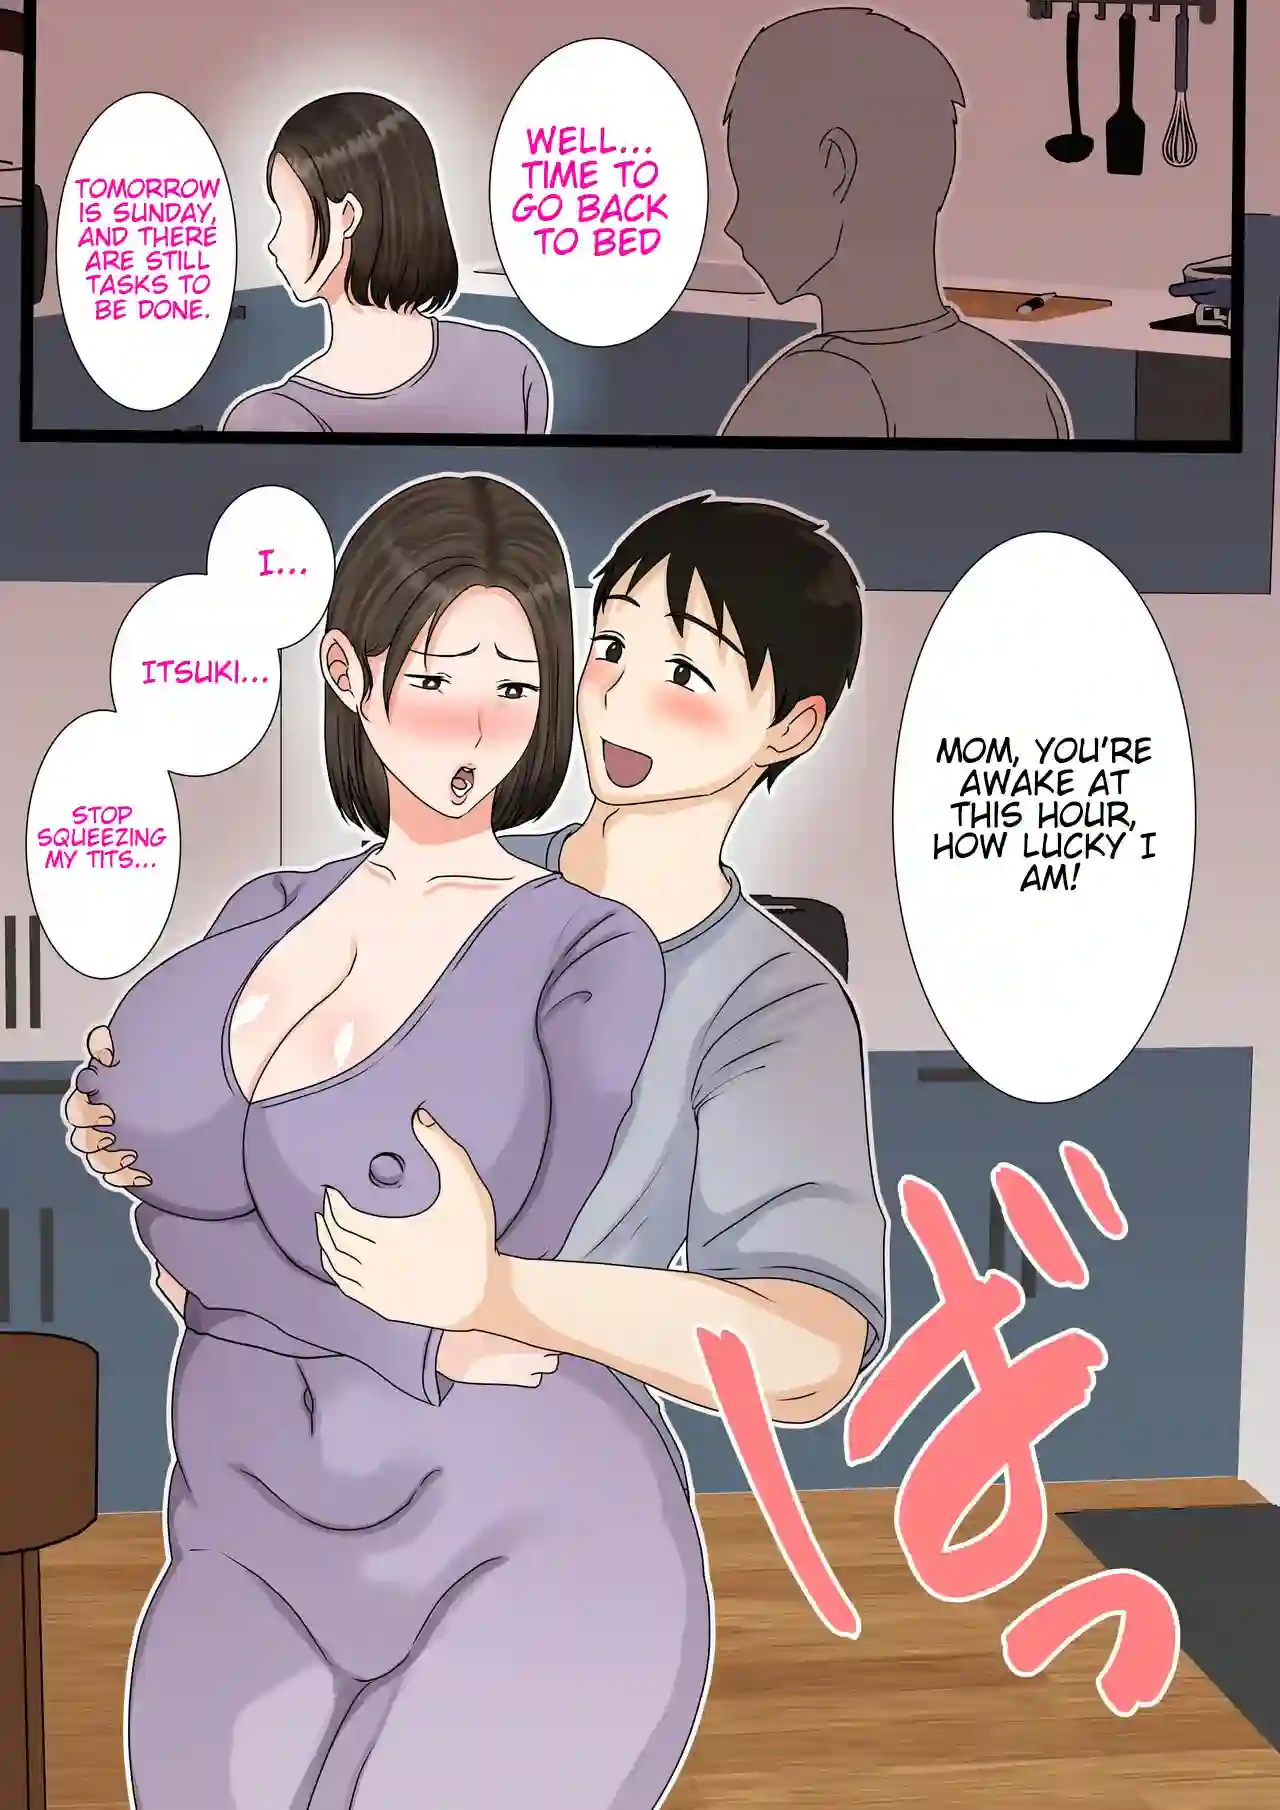 WELL...
TIME TO
GO BACK
TO BED
TOMORROW
IS SUNDAY,
AND THERE
ARE STILL
TASKS TO
BE DONE.
I...
ITSUKI...
STOP
SQUEEZING
MY TITS...
MOM, YOU'RE
AWAKE AT
THIS HOUR,
HOW LUCKY I
AM!
ばっ